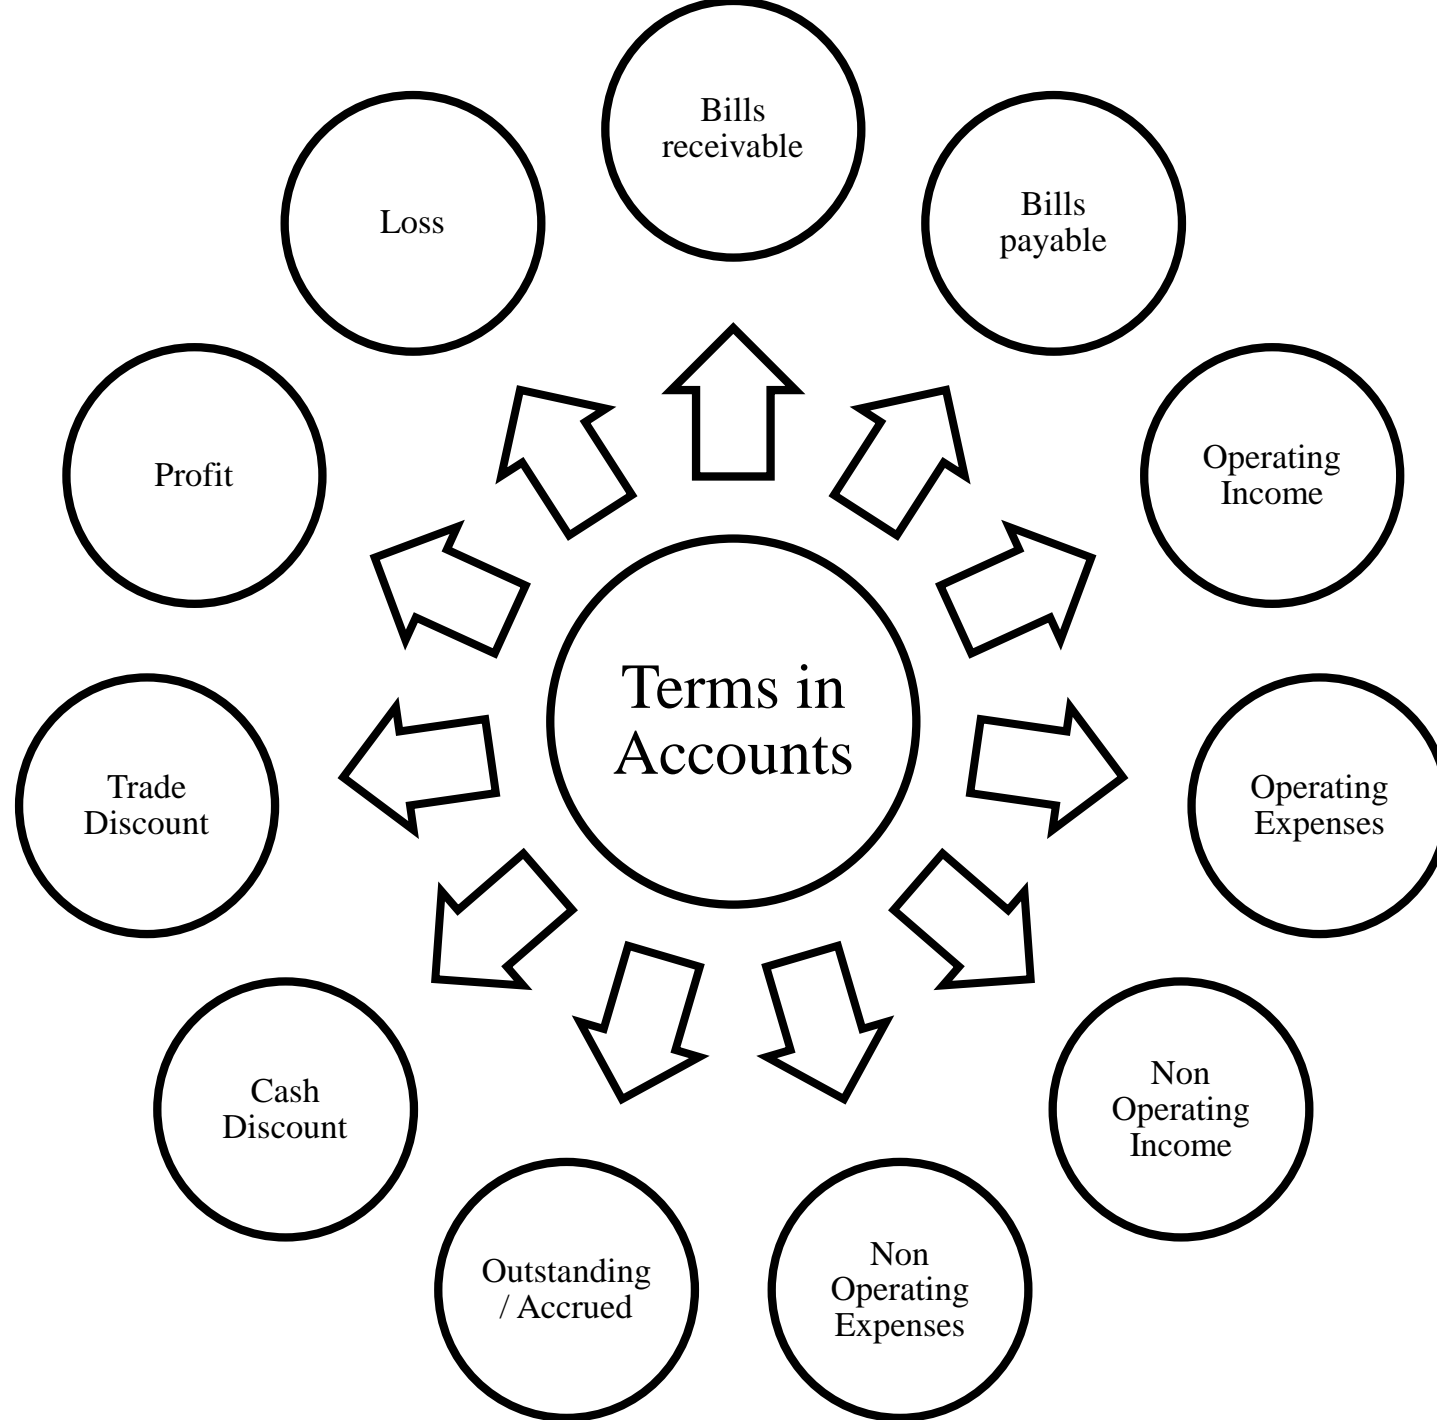 Terms in
Accounts
Bills
receivable
Bills
payable
Operating
Income
Operating
Expenses
Non
Operating
Income
Non
Operating
Expenses
Outstanding
/ Accrued
Cash
Discount
Trade
Discount
Profit
Loss